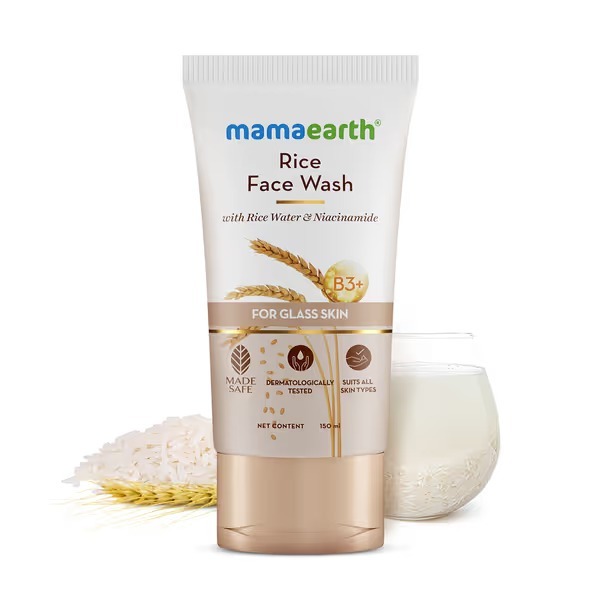 mamaearth®
Rice
Face Wash
with Rice Water & Niacinamide
B3+
FOR GLASS SKIN
MADE
SAFE
DERMATOLOGICALLY
TESTED
SUITS ALL
SKIN TYPES
NET CONTENT 150 ml